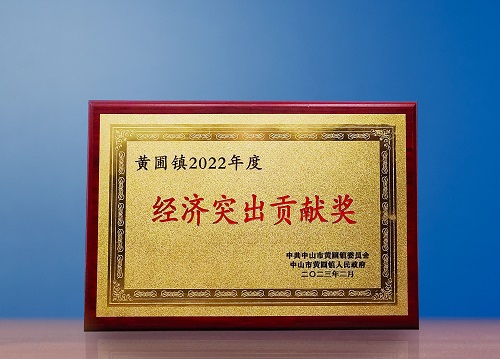 黄圃镇2022年度
经济突出贡献奖
中共中山市黄圃镇委员会
中山市黄圃镇人民政府
二〇二三年二月